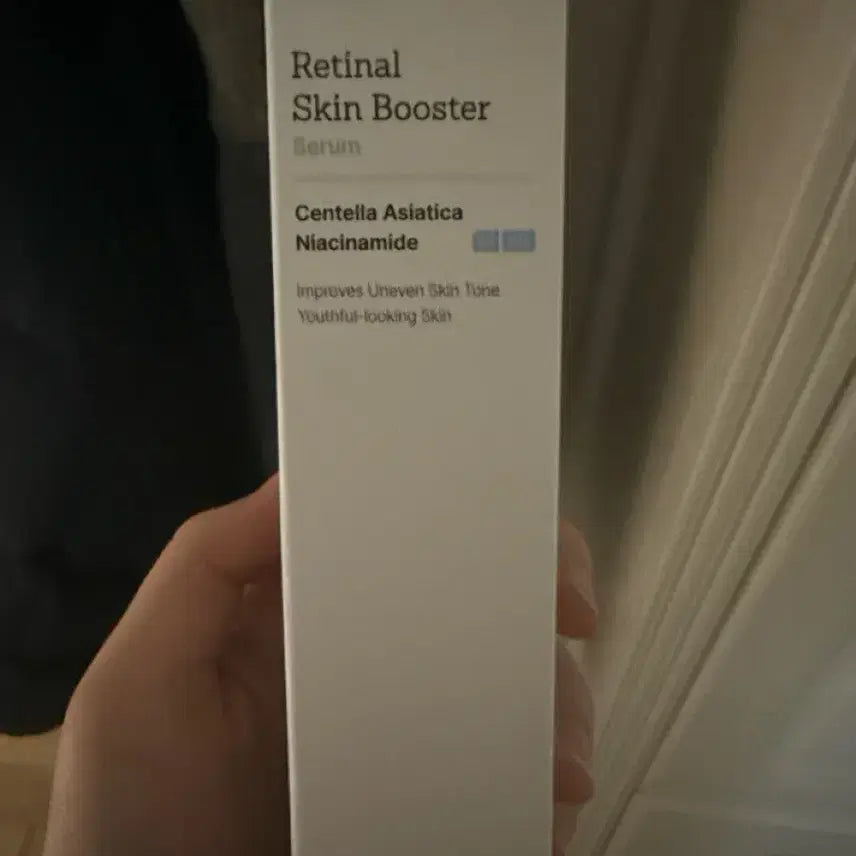 Retinal
Skin Booster
Serum
Centella Asiatica
Niacinamide
Improves Uneven Skin Tone
Youthful-looking Skin